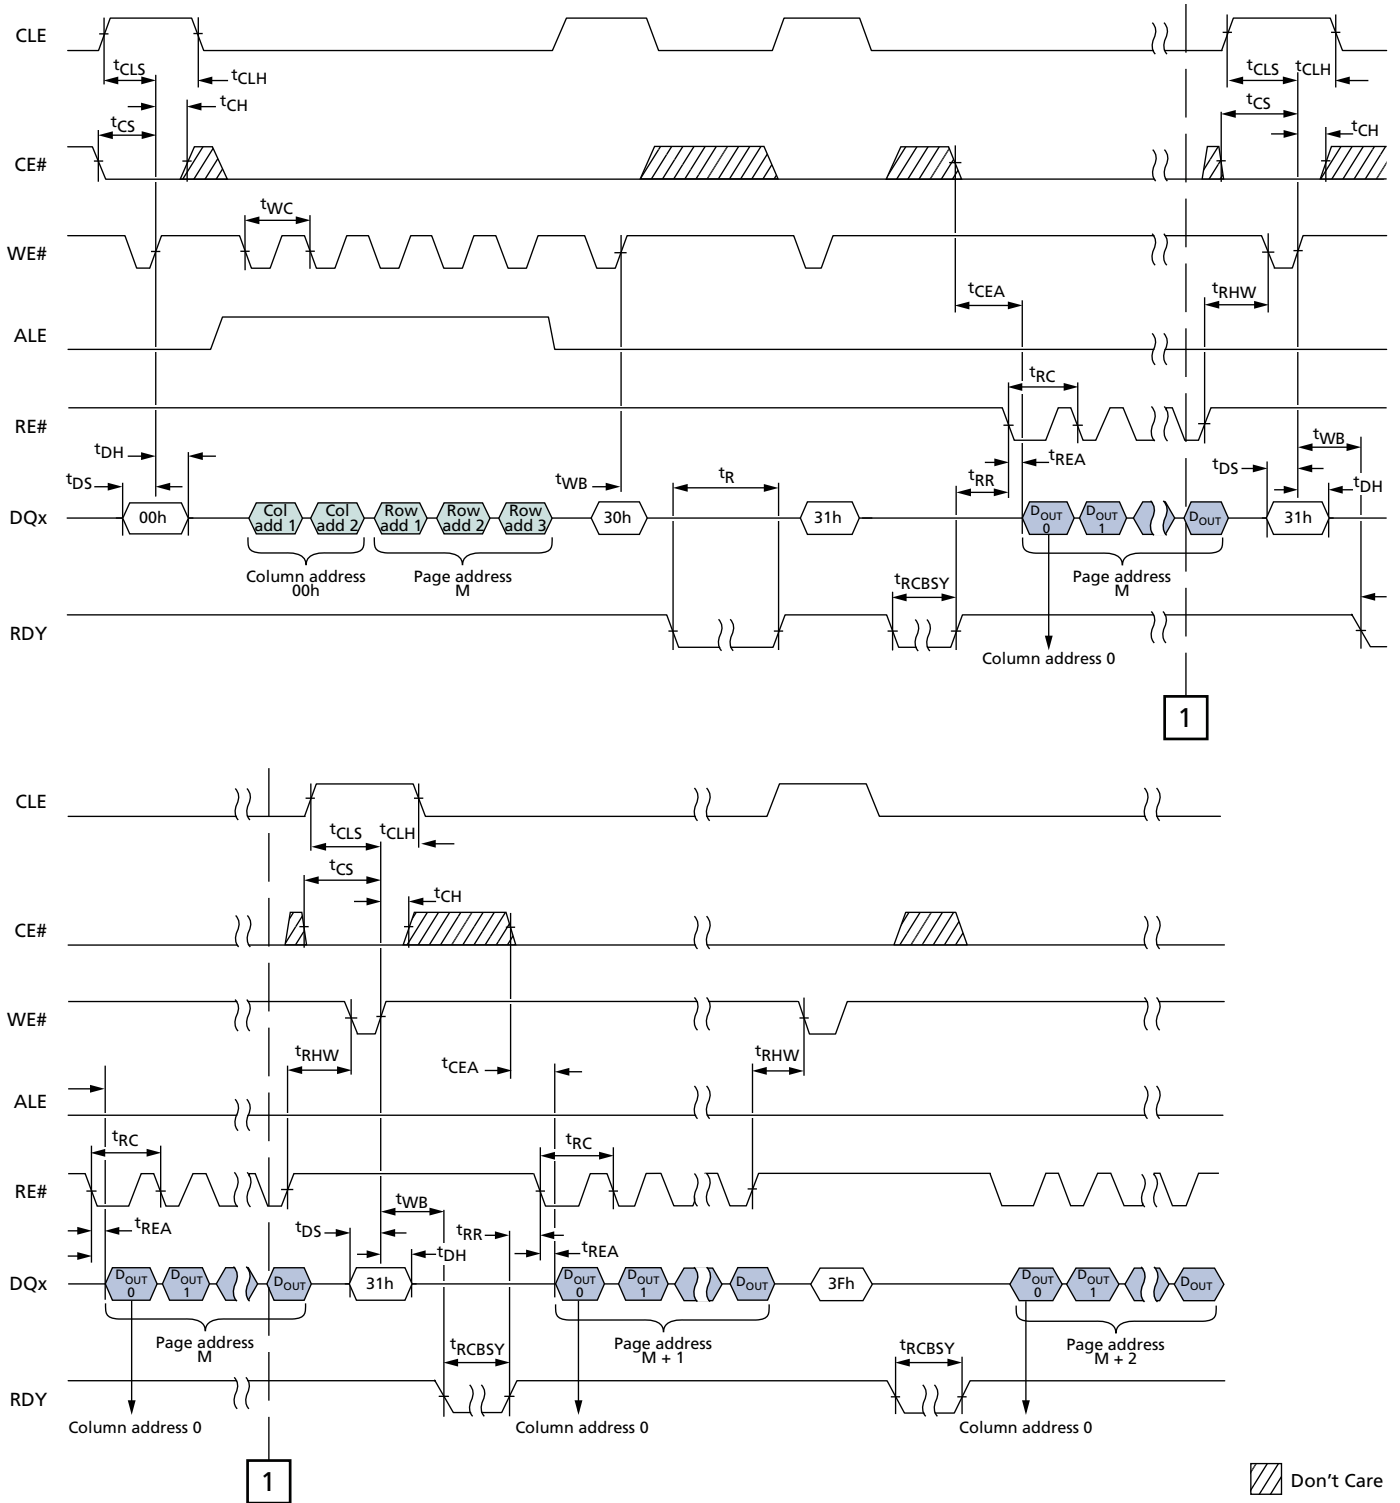 CLE
tCLS
tCLH
tCLS
tCLH
tCH
tCS
tCS
tCH
CE#
tWC
WE#
tCEA
tRHW
ALE
tRC
RE#
tDH
tWB
tREA
tDS
tWB
tR
tRR
tDS
tDH
DQx
00h
Col add 1
Col add 2
Row add 1
Row add 2
Row add 3
30h
31h
DOUT 0
DOUT 1
DOUT
31h
Column address
00h
Page address
M
Page address
M
tRCBSY
RDY
Column address 0
1
CLE
tCLS
tCLH
tCS
tCH
CE#
WE#
tRHW
tCEA
tRHW
ALE
tRC
tRC
RE#
tREA
tWB
tDS
tRR
tDH
tREA
DQx
DOUT 0
DOUT 1
DOUT
31h
DOUT 0
DOUT 1
DOUT
3Fh
DOUT 0
DOUT 1
DOUT
Page address
M
Page address
M + 1
Page address
M + 2
tRCBSY
tRCBSY
RDY
Column address 0
Column address 0
Column address 0
1
Don't Care